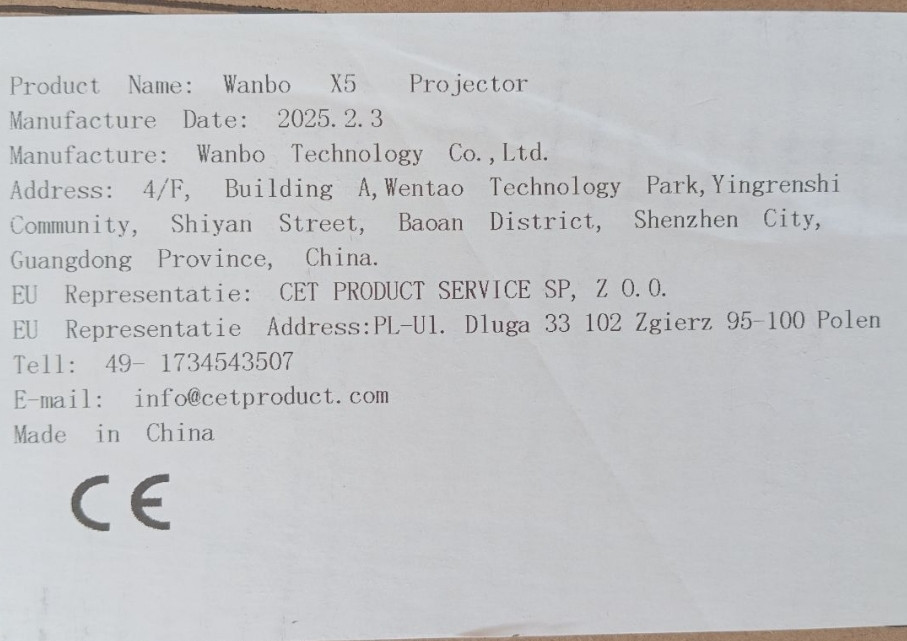 Product Name: Wanbo X5 Projector
Manufacture Date: 2025.2.3
Manufacture: Wanbo Technology Co.,Ltd.
Address: 4/F, Building A,Wentao Technology Park,Yingrenshi
Community, Shiyan Street, Baoan District, Shenzhen City,
Guangdong Province, China.
EU Representatie: CET PRODUCT SERVICE SP, Z O.O.
EU Representatie Address:PL-Ul. Dluga 33 102 Zgierz 95-100 Polen
Tell: 49- 1734543507
E-mail: info@cetproduct.com
Made in China
CE